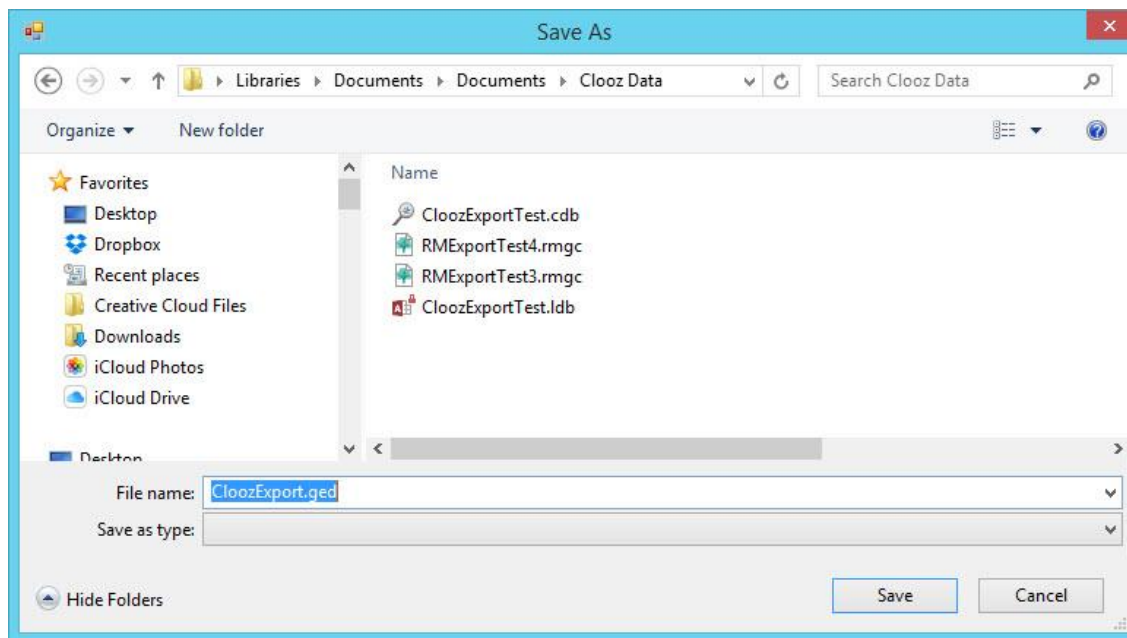 Save As
Libraries Documents Documents Clooz Data Search Clooz Data
Organize New folder
Favorites
Desktop
Dropbox
Recent places
Creative Cloud Files
Downloads
iCloud Photos
iCloud Drive
Desktop
Name
CloozExportTest.cdb
RMExportTest4.rmgc
RMExportTest3.rmgc
CloozExportTest.ldb
File name: CloozExport.ged
Save as type:
Hide Folders Save Cancel